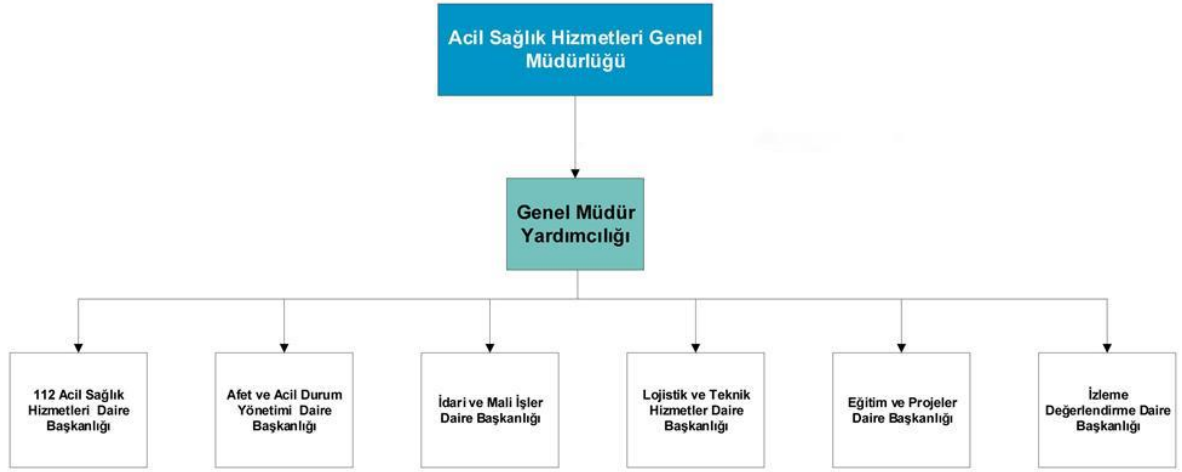 Acil Sağlık Hizmetleri Genel
Müdürlüğü
Genel Müdür
Yardımcılığı
112 Acil Sağlık
Hizmetleri Daire
Başkanlığı
Afet ve Acil Durum
Yönetimi Daire
Başkanlığı
İdari ve Mali İşler
Daire Başkanlığı
Lojistik ve Teknik
Hizmetler Daire
Başkanlığı
Eğitim ve Projeler
Daire Başkanlığı
İzleme
Değerlendirme Daire
Başkanlığı